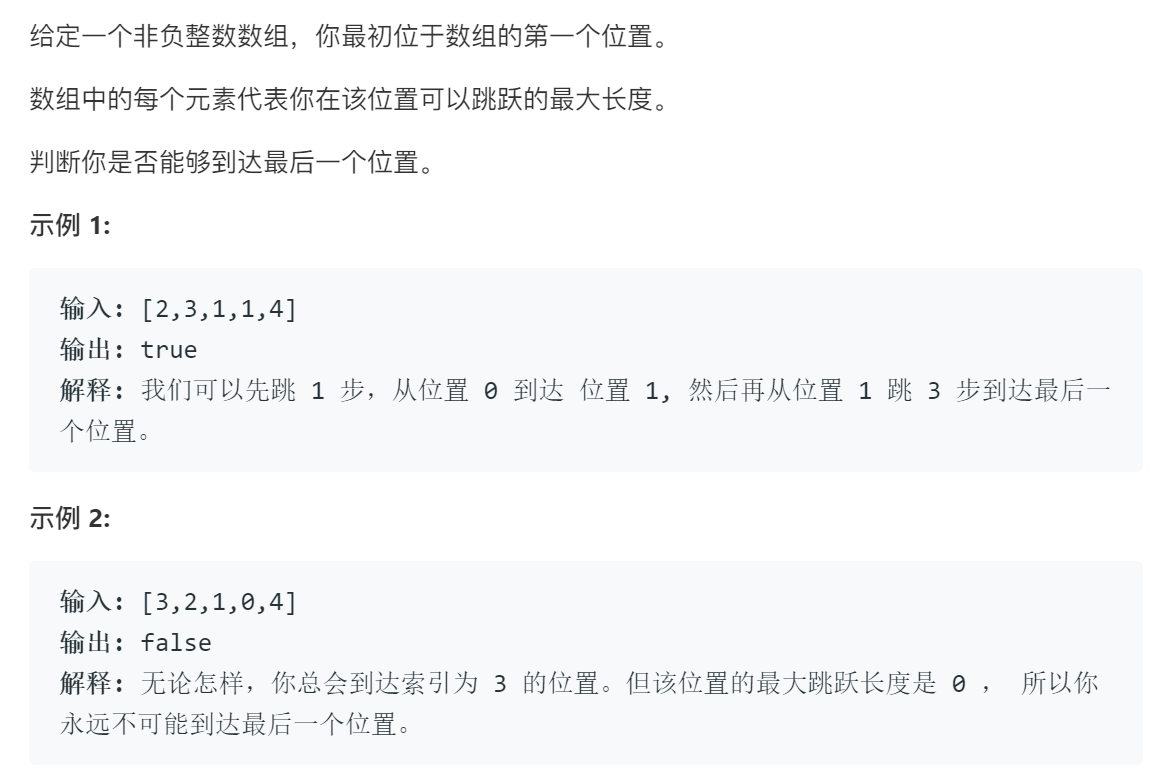 给定一个非负整数数组，你最初位于数组的第一个位置。
数组中的每个元素代表你在该位置可以跳跃的最大长度。
判断你是否能够到达最后一个位置。
示例 1:
输入: [2,3,1,1,4]
输出: true
解释: 我们可以先跳 1 步，从位置 0 到达 位置 1, 然后再从位置 1 跳 3 步到达最后一
个位置。
示例 2:
输入: [3,2,1,0,4]
输出: false
解释: 无论怎样，你总会到达索引为 3 的位置。但该位置的最大跳跃长度是 0 ， 所以你
永远不可能到达最后一个位置。